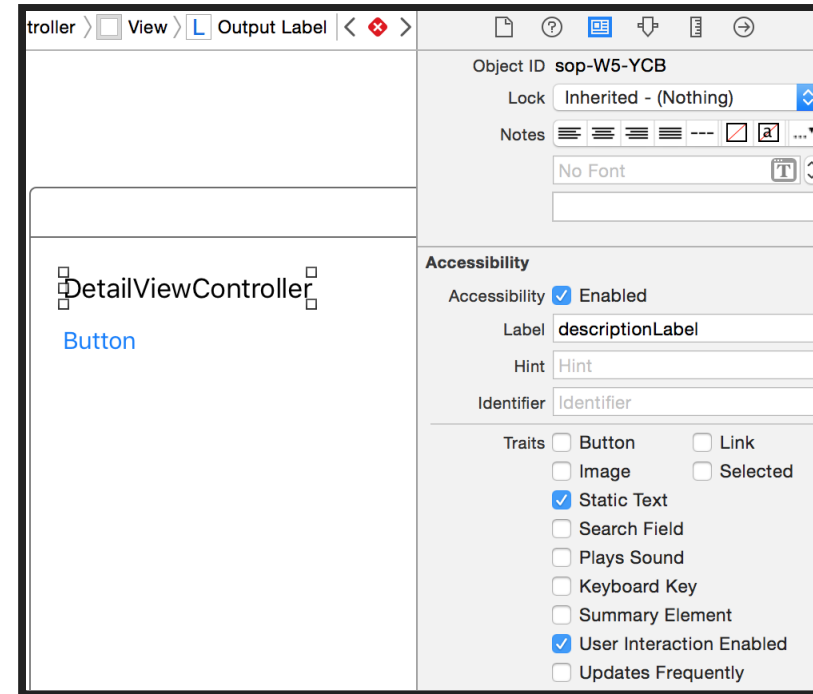 troller View L Output Label
Object ID sop-W5-YCB
Lock Inherited - (Nothing)
Notes --- a ...
No Font T
Accessibility
DetailViewController
Button
Accessibility Enabled
Label descriptionLabel
Hint Hint
Identifier Identifier
Traits Button Link
Image Selected
Static Text
Search Field
Plays Sound
Keyboard Key
Summary Element
User Interaction Enabled
Updates Frequently